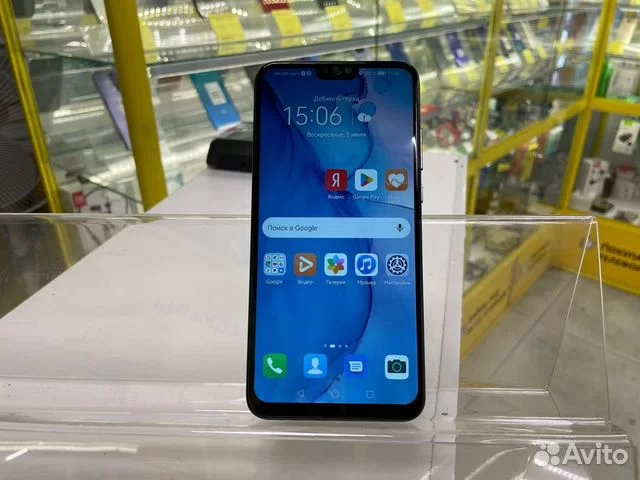 Добавить город
15:06
Воскресенье, 2 июля
Яндекс
Google Play
Поиск в Google
Google
Видео
Галерея
Музыка
Настройки
Avito